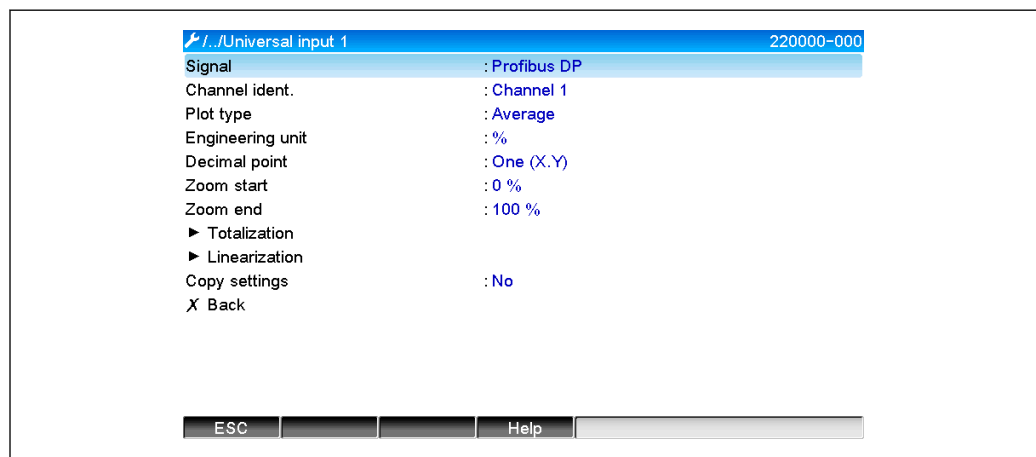 /../Universal input 1 220000-000
Signal : Profibus DP
Channel ident. : Channel 1
Plot type : Average
Engineering unit : %
Decimal point : One (X.Y)
Zoom start : 0 %
Zoom end : 100 %
► Totalization
► Linearization
Copy settings : No
X Back
ESC Help